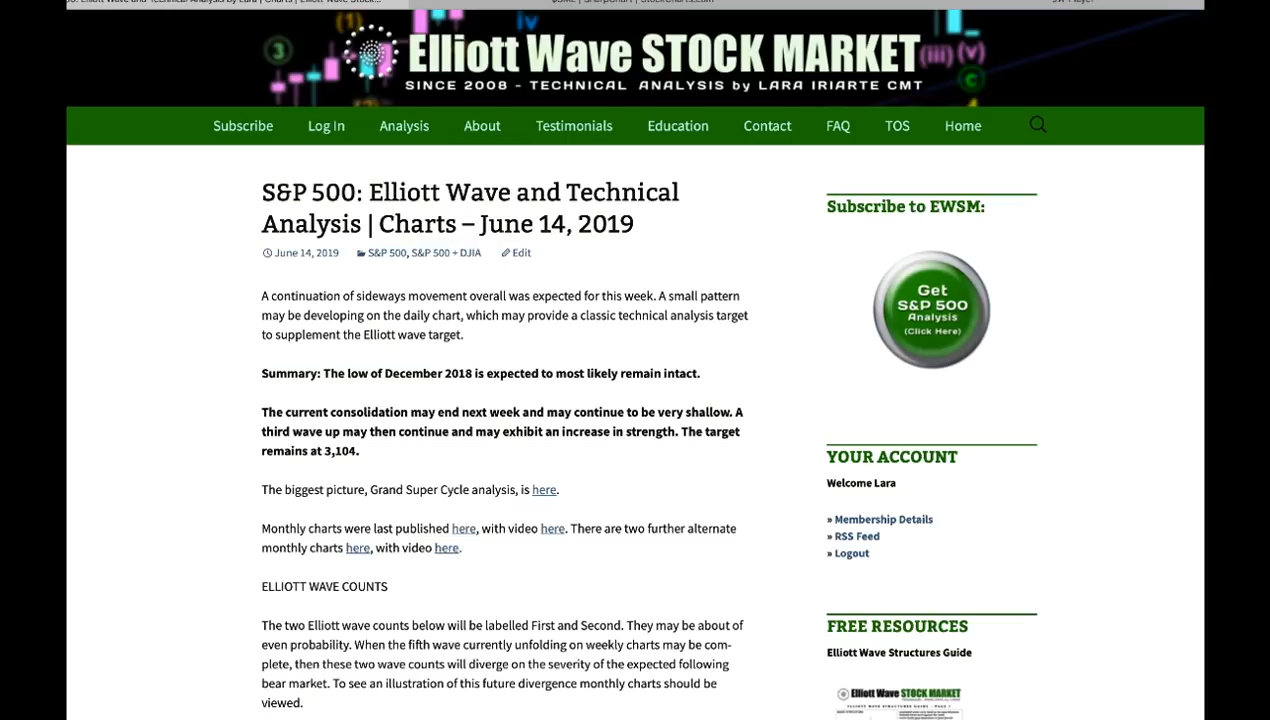 Elliott Wave STOCK MARKET
SINCE 2008 - TECHNICAL ANALYSIS by LARA IRIARTE CMT
Subscribe Log In Analysis About Testimonials Education Contact FAQ TOS Home
S&P 500: Elliott Wave and Technical
Analysis | Charts – June 14, 2019
June 14, 2019 S&P 500, S&P 500 + DJIA Edit
A continuation of sideways movement overall was expected for this week. A small pattern
may be developing on the daily chart, which may provide a classic technical analysis target
to supplement the Elliott wave target.
Summary: The low of December 2018 is expected to most likely remain intact.
The current consolidation may end next week and may continue to be very shallow. A
third wave up may then continue and may exhibit an increase in strength. The target
remains at 3,104.
The biggest picture, Grand Super Cycle analysis, is here.
Monthly charts were last published here, with video here. There are two further alternate
monthly charts here, with video here.
ELLIOTT WAVE COUNTS
The two Elliott wave counts below will be labelled First and Second. They may be about of
even probability. When the fifth wave currently unfolding on weekly charts may be com-
plete, then these two wave counts will diverge on the severity of the expected following
bear market. To see an illustration of this future divergence monthly charts should be
viewed.
Subscribe to EWSM:
Get
S&P 500
Analysis
(Click Here)
YOUR ACCOUNT
Welcome Lara
» Membership Details
» RSS Feed
» Logout
FREE RESOURCES
Elliott Wave Structures Guide
Elliott Wave STOCK MARKET